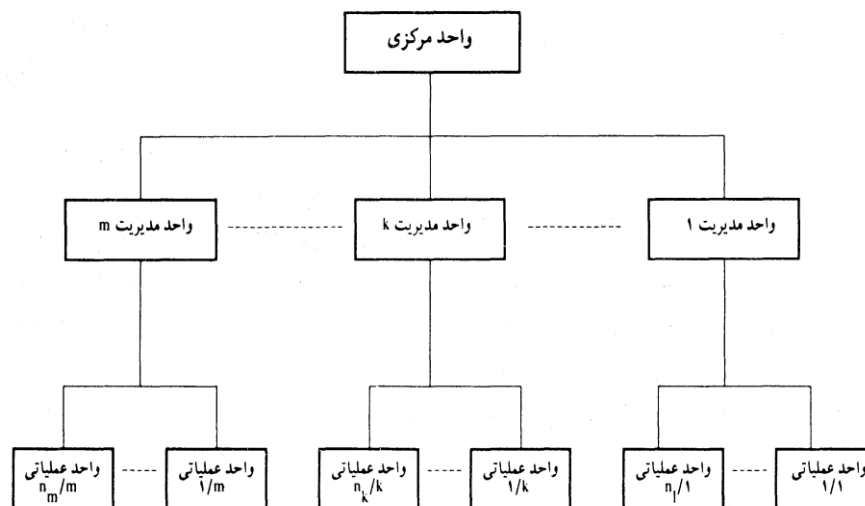 واحد مرکزی
واحد مدیریت ۱
واحد مدیریت k
واحد مدیریت m
واحد عملیاتی
۱/۱
واحد عملیاتی
n_l/۱
واحد عملیاتی
۱/k
واحد عملیاتی
n_k/k
واحد عملیاتی
۱/m
واحد عملیاتی
n_m/m